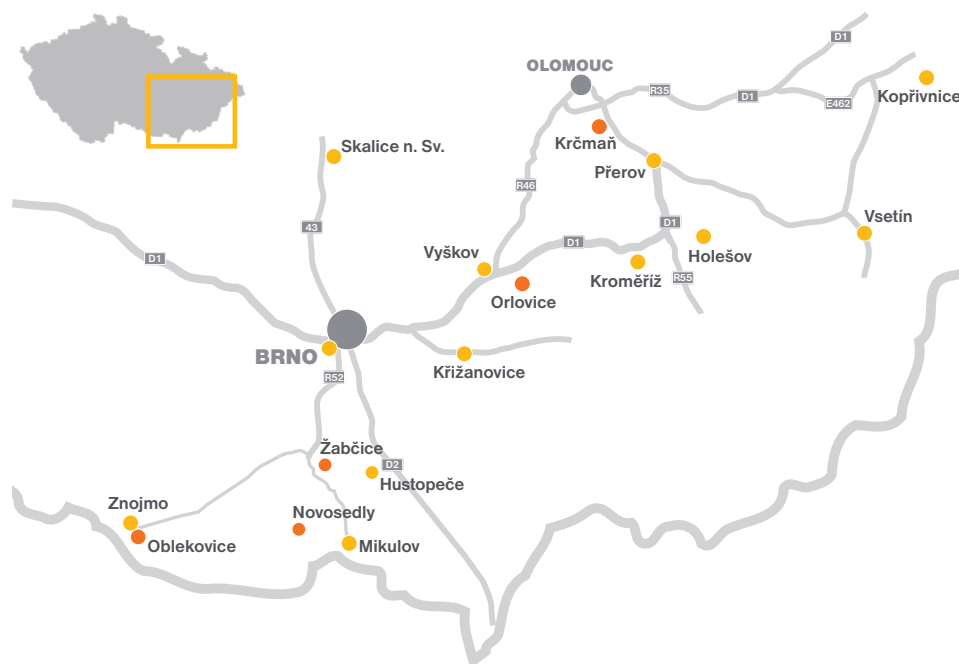 D1
OLOMOUC
R35
D1
E462
Kopřivnice
Krčmaň
Skalice n. Sv.
Přerov
R46
43
D1
Vsetín
D1
D1
Vyškov
Holešov
Kroměříž
R55
Orlovice
BRNO
R52
Křižanovice
Žabčice
D2
Hustopeče
Znojmo
Novosedly
Oblekovice
Mikulov